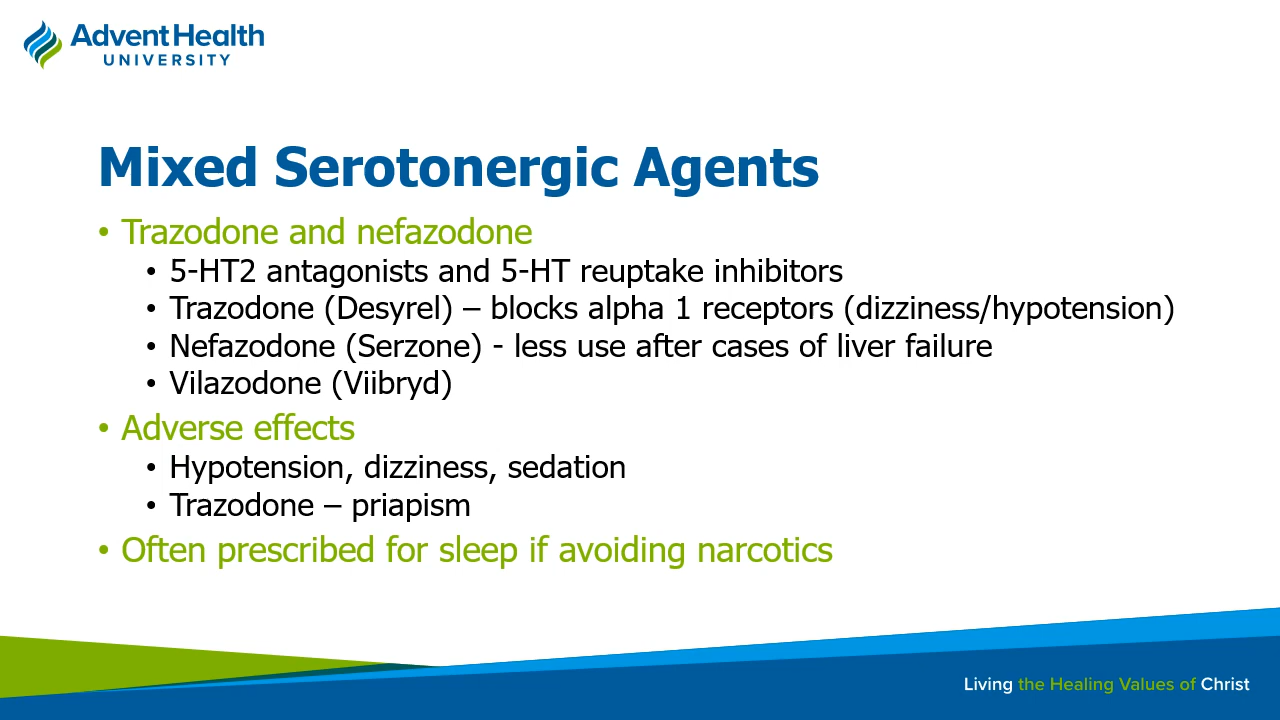 AdventHealth
UNIVERSITY
Mixed Serotonergic Agents
• Trazodone and nefazodone
• 5-HT2 antagonists and 5-HT reuptake inhibitors
• Trazodone (Desyrel) – blocks alpha 1 receptors (dizziness/hypotension)
• Nefazodone (Serzone) - less use after cases of liver failure
• Vilazodone (Viibryd)
• Adverse effects
• Hypotension, dizziness, sedation
• Trazodone – priapism
• Often prescribed for sleep if avoiding narcotics
Living the Healing Values of Christ